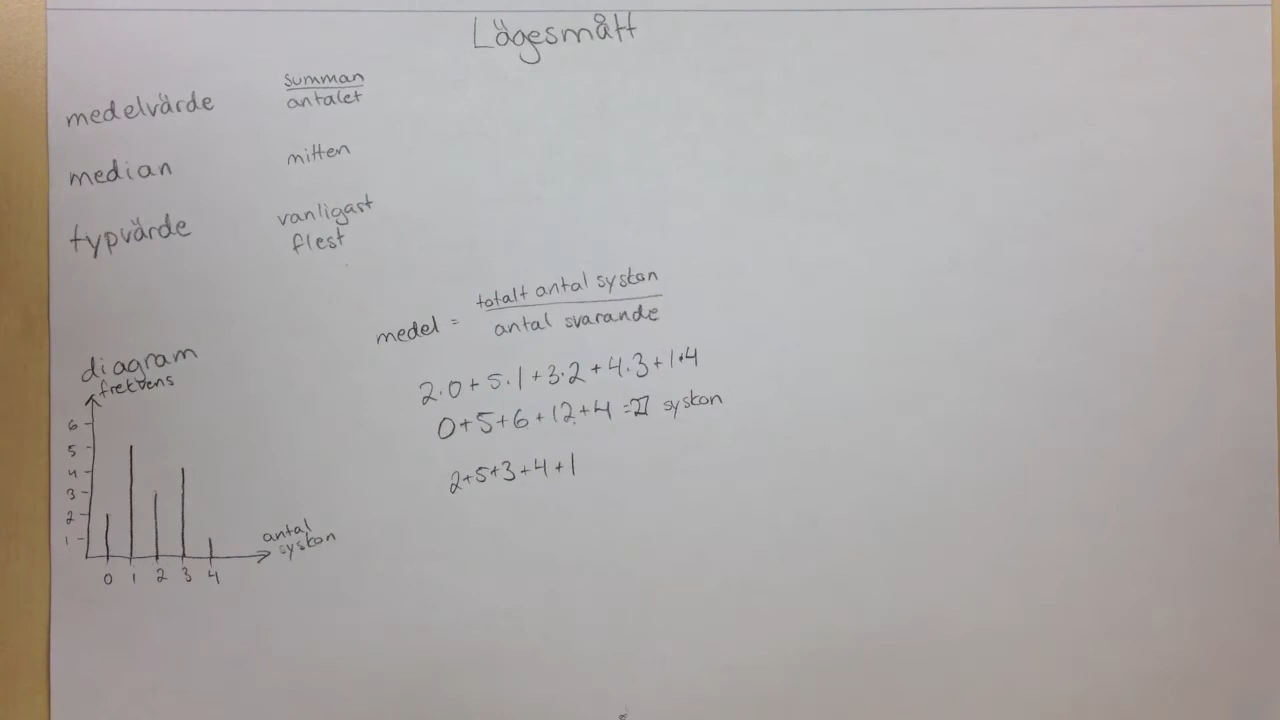 Lägesmått
medelvärde summan
antalet
median mitten
typvärde vanligast
flest
medel = totalt antal syskon
antal svarande
2·0 + 5·1 + 3·2 + 4·3 + 1·4
0+5+6+12+4 =27 syskon
2+5+3+4+1
diagram
frekvens
6
5
4
3
2
1
antal
syskon
0 1 2 3 4